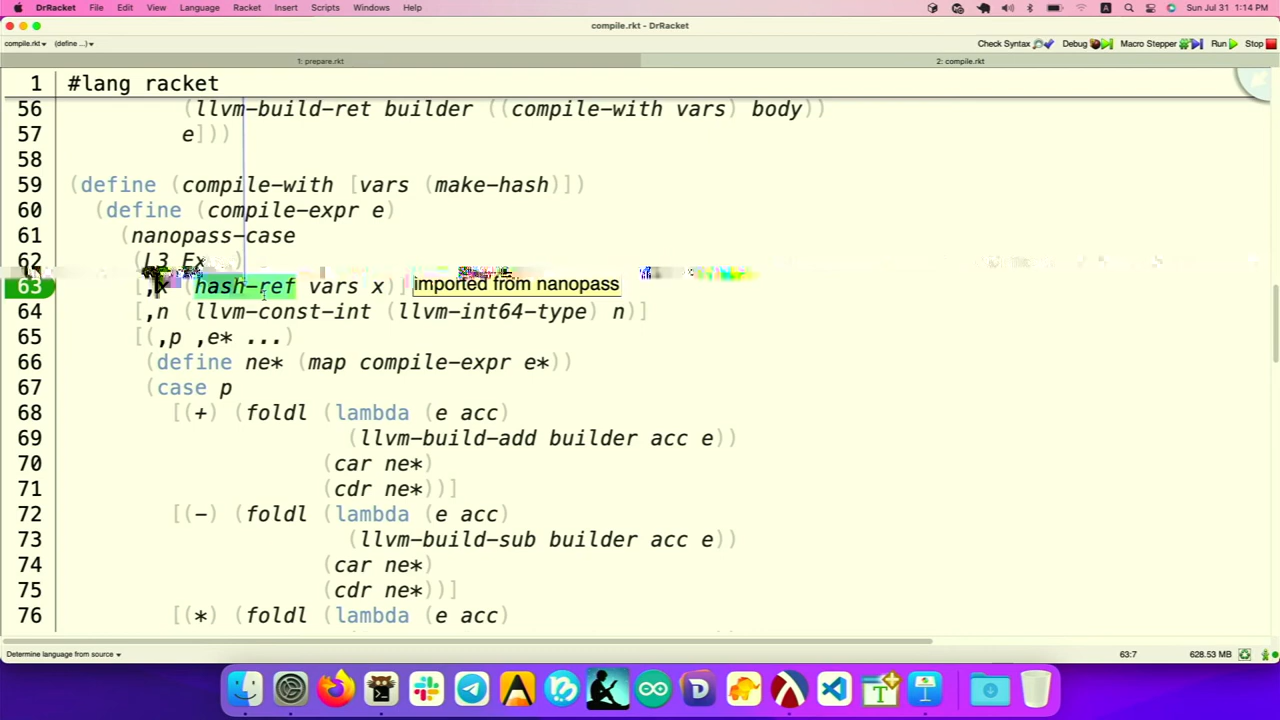 DrRacket File Edit View Language Racket Insert Scripts Windows Help Sun Jul 31 1:14 PM
compile.rkt - DrRacket
compile.rkt (define ...) Check Syntax Debug Macro Stepper Run Stop
1: prepare.rkt 2: compile.rkt
1 #lang racket
56 (llvm-build-ret builder ((compile-with vars) body))
57 e]))
58
59 (define (compile-with [vars (make-hash)])
60 (define (compile-expr e)
61 (nanopass-case
62 (L3 Ex )
63 [,x (hash-ref vars x)] imported from nanopass
64 [,n (llvm-const-int (llvm-int64-type) n)]
65 [(,p ,e* ...)
66 (define ne* (map compile-expr e*))
67 (case p
68 [(+) (foldl (lambda (e acc)
69 (llvm-build-add builder acc e))
70 (car ne*)
71 (cdr ne*))]
72 [(-) (foldl (lambda (e acc)
73 (llvm-build-sub builder acc e))
74 (car ne*)
75 (cdr ne*))]
76 [(*) (foldl (lambda (e acc)
Determine language from source 63:7 628.53 MB